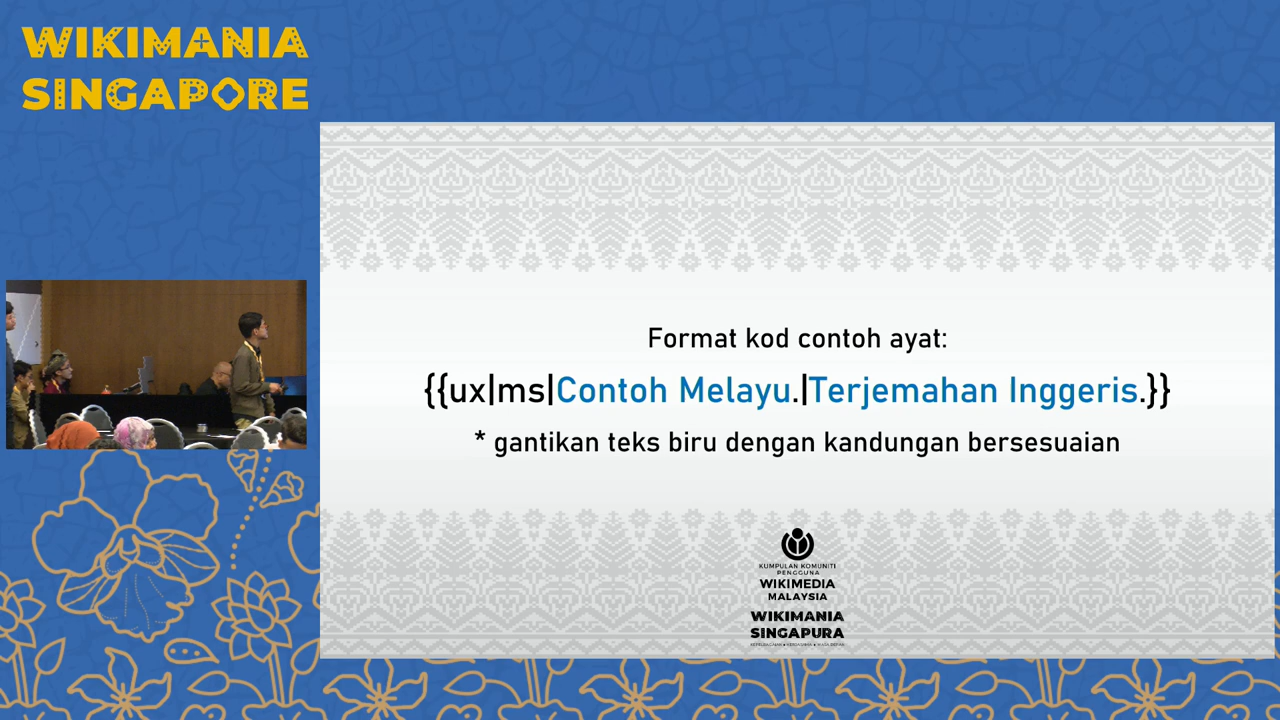 WIKIMANIA
SINGAPORE
Format kod contoh ayat:
{{ux|ms|Contoh Melayu.|Terjemahan Inggeris.}}
* gantikan teks biru dengan kandungan bersesuaian
KUMPULAN KOMUNITI
PENGGUNA
WIKIMEDIA
MALAYSIA
WIKIMANIA
SINGAPURA